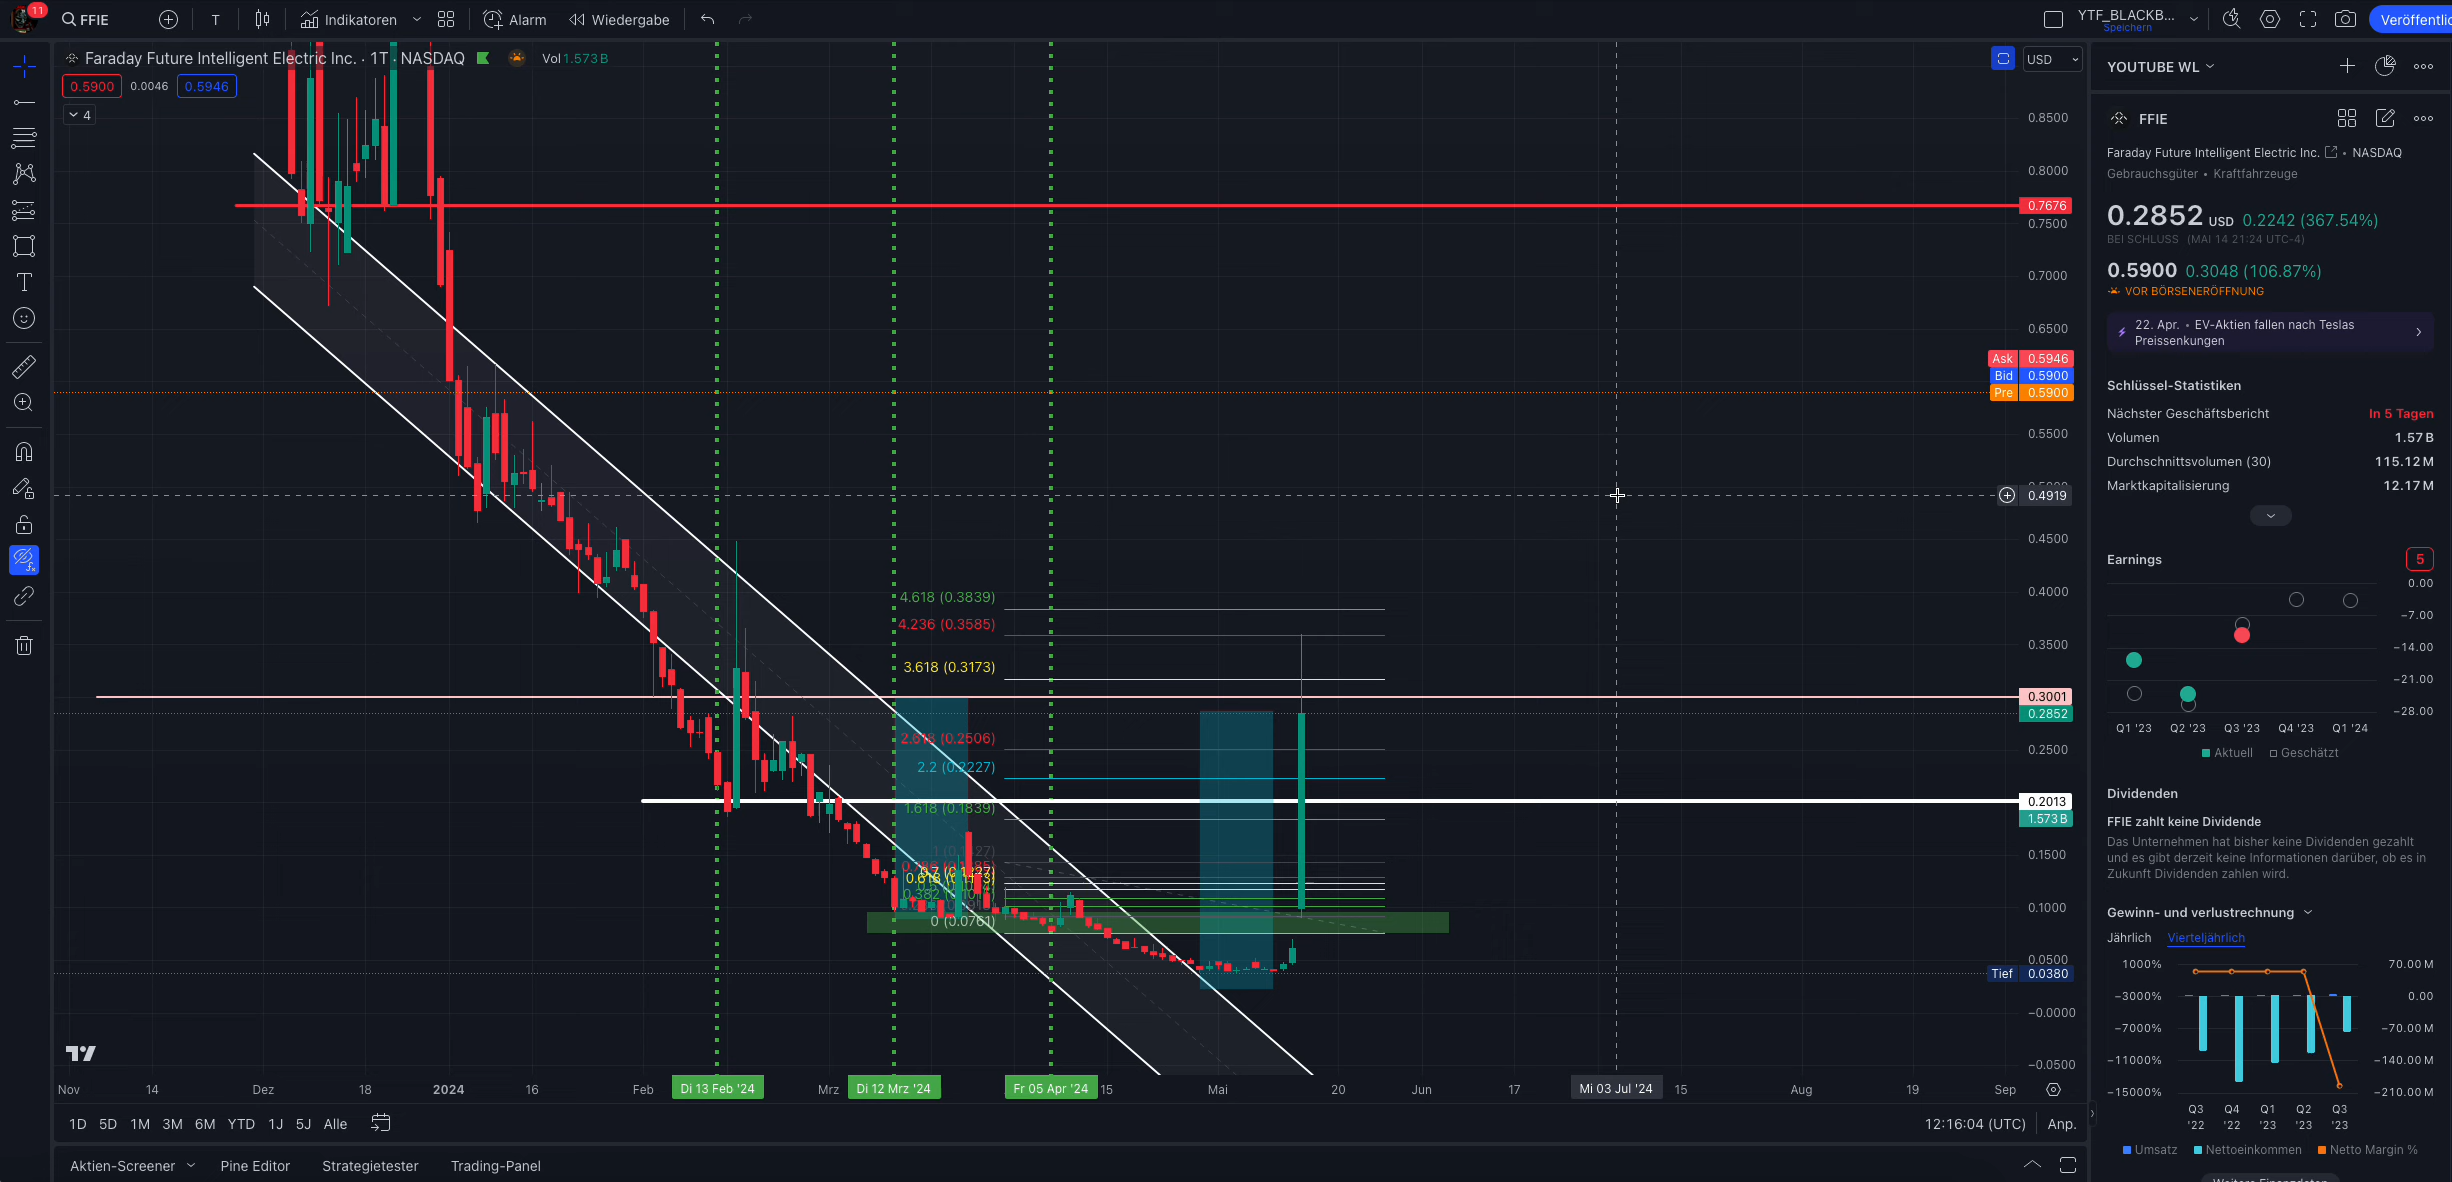 11
FFIE
T
Indikatoren
Alarm
Wiedergabe
YTF_BLACKB...
Speichern
Veröffentlic
Faraday Future Intelligent Electric Inc. · 1T · NASDAQ
Vol 1.573 B
0.5900 0.0046 0.5946
4
USD
0.8500
0.8000
0.7676
0.7500
0.7000
0.6500
Ask 0.5946
Bid 0.5900
Pre 0.5900
0.5500
0.4919
0.4500
0.4000
0.3500
0.3001
0.2852
0.2500
0.2013
1.573 B
0.1500
0.1000
0.0500
Tief 0.0380
−0.0000
−0.0500
4.618 (0.3839)
4.236 (0.3585)
3.618 (0.3173)
2.618 (0.2506)
2.2 (0.2227)
1.618 (0.1839)
0 (0.0761)
Nov 14 Dez 18 2024 16 Feb Di 13 Feb '24 Mrz Di 12 Mrz '24 Fr 05 Apr '24 15 Mai 20 Jun 17 Mi 03 Jul '24 15 Aug 19 Sep
1D 5D 1M 3M 6M YTD 1J 5J Alle
12:16:04 (UTC) Anp.
Aktien-Screener Pine Editor Strategietester Trading-Panel
YOUTUBE WL
FFIE
Faraday Future Intelligent Electric Inc. • NASDAQ
Gebrauchsgüter • Kraftfahrzeuge
0.2852 USD 0.2242 (367.54%)
BEI SCHLUSS (MAI 14 21:24 UTC-4)
0.5900 0.3048 (106.87%)
VOR BÖRSENERÖFFNUNG
22. Apr. • EV-Aktien fallen nach Teslas
Preissenkungen
Schlüssel-Statistiken
Nächster Geschäftsbericht In 5 Tagen
Volumen 1.57 B
Durchschnittsvolumen (30) 115.12 M
Marktkapitalisierung 12.17 M
Earnings 5
0.00
−7.00
−14.00
−21.00
−28.00
Q1 '23 Q2 '23 Q3 '23 Q4 '23 Q1 '24
Aktuell Geschätzt
Dividenden
FFIE zahlt keine Dividende
Das Unternehmen hat bisher keine Dividenden gezahlt
und es gibt derzeit keine Informationen darüber, ob es in
Zukunft Dividenden zahlen wird.
Gewinn- und verlustrechnung
Jährlich Vierteljährlich
1000% 70.00 M
−3000% 0.00
−7000% −70.00 M
−11000% −140.00 M
−15000% −210.00 M
Q3 Q4 Q1 Q2 Q3
'22 '22 '23 '23 '23
Umsatz Nettoeinkommen Netto Margin %